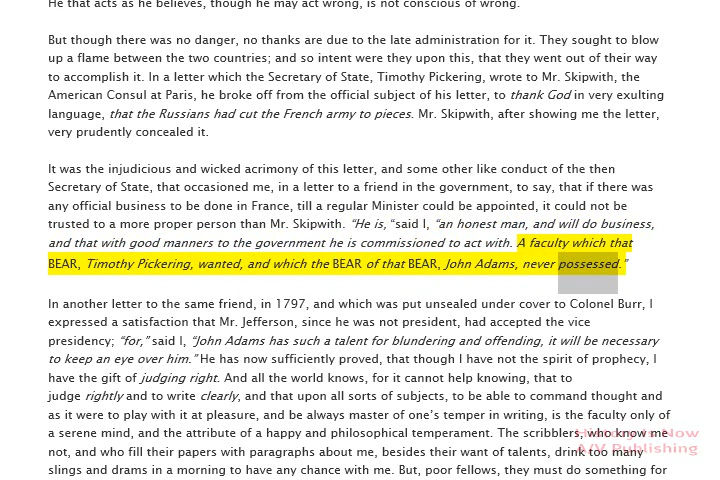 He that acts as he believes, though he may act wrong, is not conscious of wrong.
But though there was no danger, no thanks are due to the late administration for it. They sought to blow
up a flame between the two countries; and so intent were they upon this, that they went out of their way
to accomplish it. In a letter which the Secretary of State, Timothy Pickering, wrote to Mr. Skipwith, the
American Consul at Paris, he broke off from the official subject of his letter, to thank God in very exulting
language, that the Russians had cut the French army to pieces. Mr. Skipwith, after showing me the letter,
very prudently concealed it.
It was the injudicious and wicked acrimony of this letter, and some other like conduct of the then
Secretary of State, that occasioned me, in a letter to a friend in the government, to say, that if there was
any official business to be done in France, till a regular Minister could be appointed, it could not be
trusted to a more proper person than Mr. Skipwith. “He is, “said I, “an honest man, and will do business,
and that with good manners to the government he is commissioned to act with. A faculty which that
BEAR, Timothy Pickering, wanted, and which the BEAR of that BEAR, John Adams, never possessed.”
In another letter to the same friend, in 1797, and which was put unsealed under cover to Colonel Burr, I
expressed a satisfaction that Mr. Jefferson, since he was not president, had accepted the vice
presidency; “for,” said I, “John Adams has such a talent for blundering and offending, it will be necessary
to keep an eye over him.” He has now sufficiently proved, that though I have not the spirit of prophecy, I
have the gift of judging right. And all the world knows, for it cannot help knowing, that to
judge rightly and to write clearly, and that upon all sorts of subjects, to be able to command thought and
as it were to play with it at pleasure, and be always master of one’s temper in writing, is the faculty only of
a serene mind, and the attribute of a happy and philosophical temperament. The scribblers, who know me
not, and who fill their papers with paragraphs about me, besides their want of talents, drink too many
slings and drams in a morning to have any chance with me. But, poor fellows, they must do something for
History Is Now
A/V Publishing